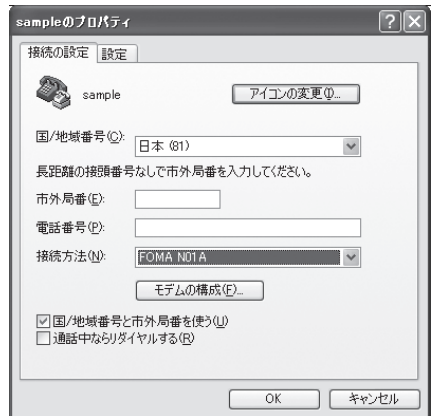 sampleのプロパティ
接続の設定 設定
sample
アイコンの変更(I)...
国/地域番号(C):
日本 (81)
長距離の接頭番号なしで市外局番を入力してください。
市外局番(E):
電話番号(P):
接続方法(N):
FOMA N01A
モデムの構成(F)...
国/地域番号と市外局番を使う(U)
通話中ならリダイヤルする(R)
OK キャンセル